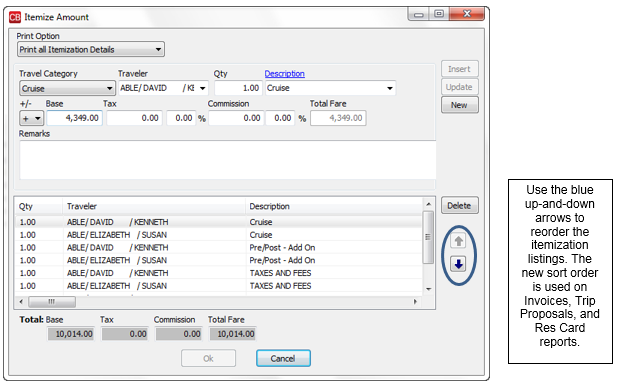 CB Itemize Amount
Print Option
Print all Itemization Details
Travel Category Traveler Qty Description
Cruise ABLE/ DAVID / KE 1.00 Cruise
+/- Base Tax Commission Total Fare
+ 4,349.00 0.00 0.00 % 0.00 0.00 % 4,349.00
Remarks
Insert
Update
New
Qty Traveler Description
1.00 ABLE/ DAVID / KENNETH Cruise
1.00 ABLE/ ELIZABETH / SUSAN Cruise
1.00 ABLE/ DAVID / KENNETH Pre/Post - Add On
1.00 ABLE/ ELIZABETH / SUSAN Pre/Post - Add On
1.00 ABLE/ DAVID / KENNETH TAXES AND FEES
1.00 ABLE/ ELIZABETH / SUSAN TAXES AND FEES
Delete
Total: Base Tax Commission Total Fare
10,014.00 0.00 0.00 10,014.00
Ok Cancel
Use the blue
up-and-down
arrows to
reorder the
itemization
listings. The
new sort order
is used on
Invoices, Trip
Proposals, and
Res Card
reports.